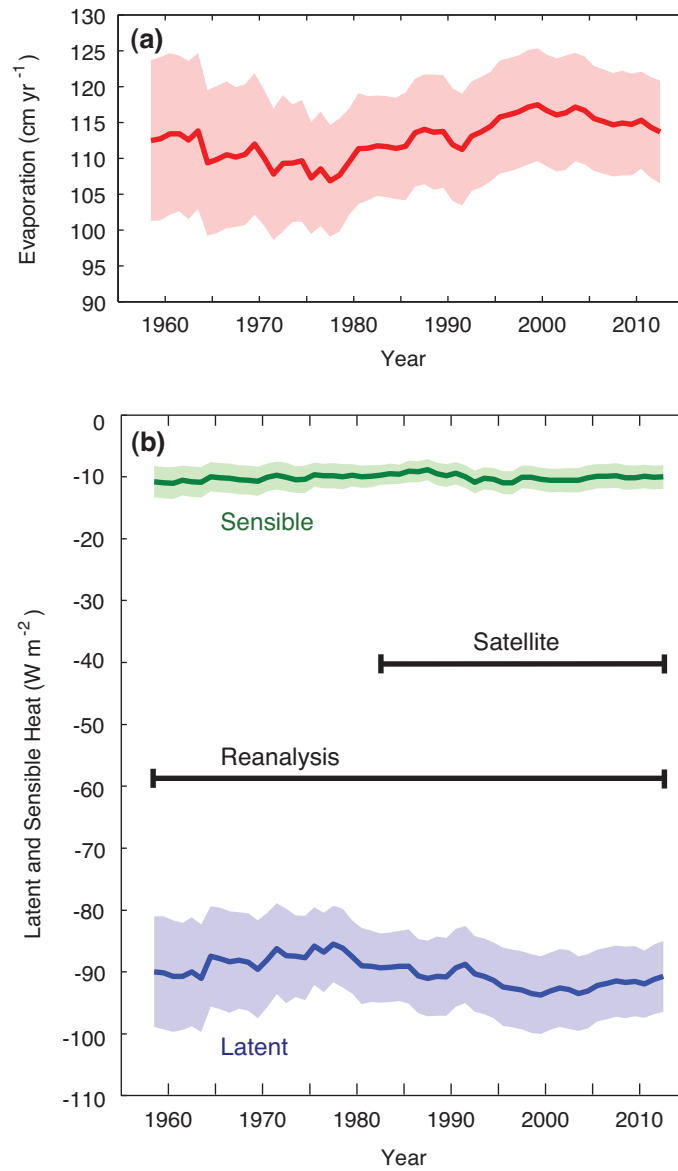 (a)
Evaporation (cm yr -1)
130
125
120
115
110
105
100
95
90
1960 1970 1980 1990 2000 2010
Year
(b)
Latent and Sensible Heat (W m-2 )
0
-10
-20
-30
-40
-50
-60
-70
-80
-90
-100
-110
Sensible
Satellite
Reanalysis
Latent
1960 1970 1980 1990 2000 2010
Year